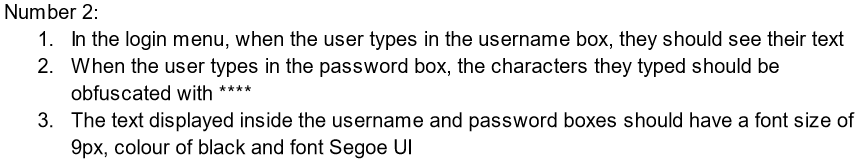 Number 2:
1. In the login menu, when the user types in the username box, they should see their text
2. When the user types in the password box, the characters they typed should be
obfuscated with ****
3. The text displayed inside the username and password boxes should have a font size of
9px, colour of black and font Segoe UI